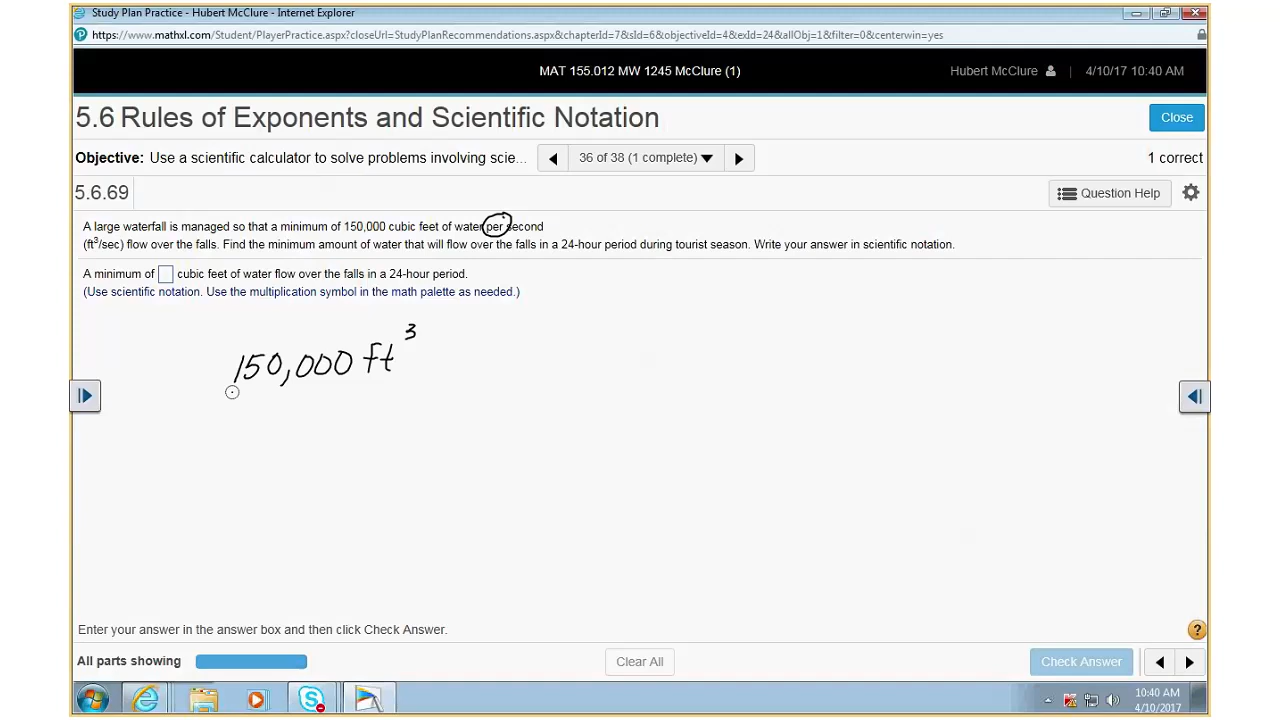 Study Plan Practice - Hubert McClure - Internet Explorer
https://www.mathxl.com/Student/PlayerPractice.aspx?closeUrl=StudyPlanRecommendations.aspx&chapterId=7&sId=6&objectiveId=4&exId=24&allObj=1&filter=0&centerwin=yes
MAT 155.012 MW 1245 McClure (1) Hubert McClure | 4/10/17 10:40 AM
5.6 Rules of Exponents and Scientific Notation Close
Objective: Use a scientific calculator to solve problems involving scie... 36 of 38 (1 complete) 1 correct
5.6.69 Question Help
A large waterfall is managed so that a minimum of 150,000 cubic feet of water per second
(ft³/sec) flow over the falls. Find the minimum amount of water that will flow over the falls in a 24-hour period during tourist season. Write your answer in scientific notation.
A minimum of cubic feet of water flow over the falls in a 24-hour period.
(Use scientific notation. Use the multiplication symbol in the math palette as needed.)
150,000 ft³
Enter your answer in the answer box and then click Check Answer.
?
All parts showing Clear All Check Answer
10:40 AM
4/10/2017